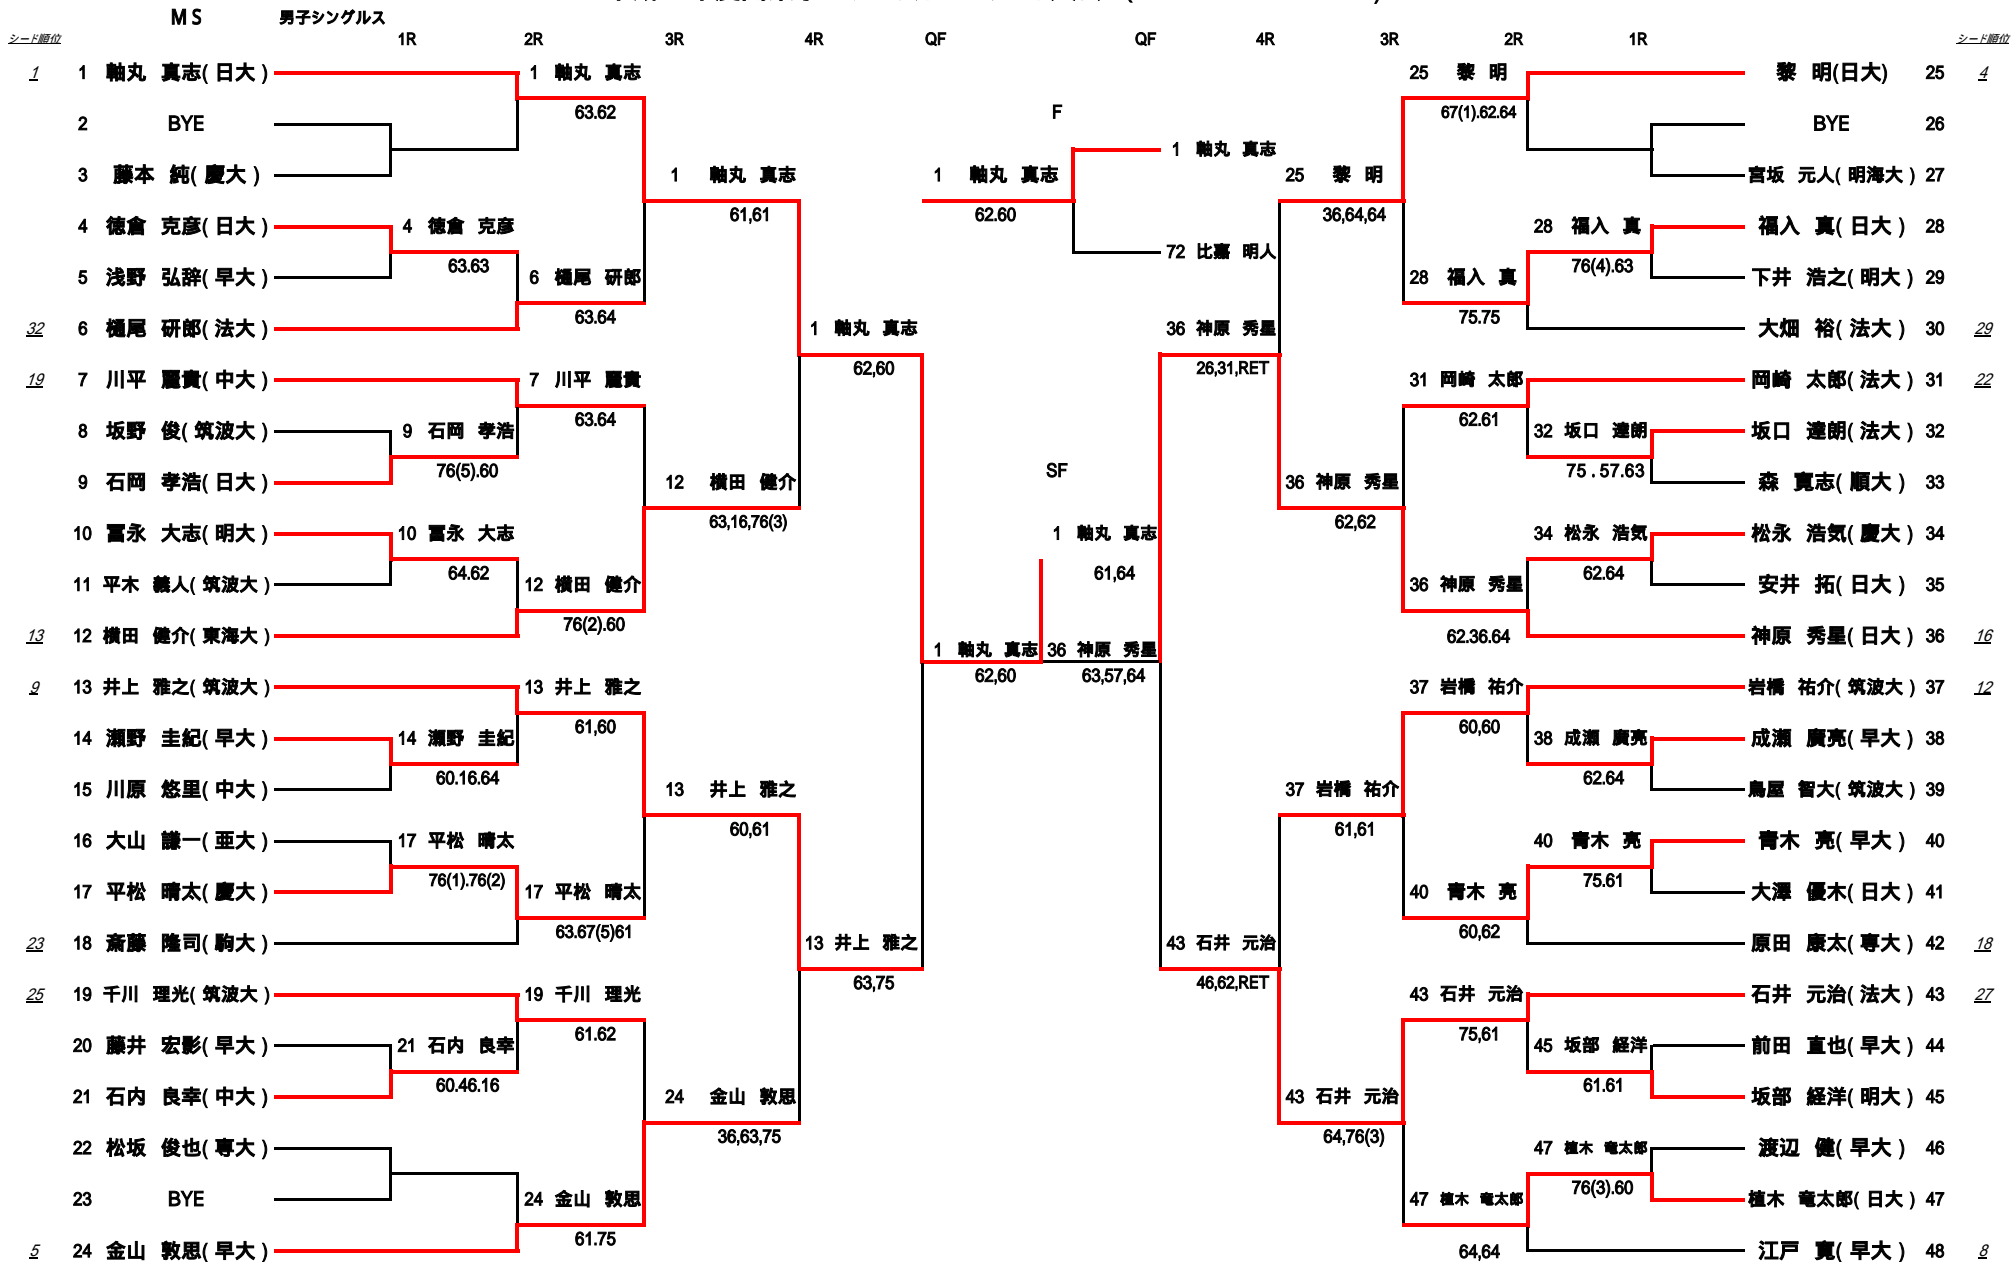 MS 男子シングルス
シード順位 1R 2R 3R 4R QF QF 4R 3R 2R 1R シード順位
1 1 軸丸 真志(日大) 1 軸丸 真志 25 黎 明 黎 明(日大) 25 4
63.62 67(1).62.64
F
2 BYE BYE 26
1 軸丸 真志
3 藤本 純(慶大) 1 軸丸 真志 1 軸丸 真志 25 黎 明 宮坂 元人(明海大) 27
61,61 62.60 36,64,64
4 徳倉 克彦(日大) 4 徳倉 克彦 28 福入 真 福入 真(日大) 28
72 比嘉 明人
63.63 76(4).63
5 浅野 弘辞(早大) 6 樋尾 研郎 28 福入 真 下井 浩之(明大) 29
63.64 75.75
32 6 樋尾 研郎(法大) 1 軸丸 真志 36 神原 秀星 大畑 裕(法大) 30 29
62,60 26,31,RET
19 7 川平 麗貴(中大) 7 川平 麗貴 31 岡崎 太郎 岡崎 太郎(法大) 31 22
63.64 62.61
8 坂野 俊(筑波大) 9 石岡 孝浩 32 坂口 達朗 坂口 達朗(法大) 32
76(5).60 SF 75.57.63
9 石岡 孝浩(日大) 12 横田 健介 36 神原 秀星 森 寛志(順大) 33
63,16,76(3) 62,62
10 冨永 大志(明大) 10 冨永 大志 1 軸丸 真志 34 松永 浩気 松永 浩気(慶大) 34
64.62 61,64 62.64
11 平木 義人(筑波大) 12 横田 健介 36 神原 秀星 安井 拓(日大) 35
76(2).60 62.36.64
13 12 横田 健介(東海大) 1 軸丸 真志 36 神原 秀星 神原 秀星(日大) 36 16
62,60 63,57,64
9 13 井上 雅之(筑波大) 13 井上 雅之 37 岩橋 祐介 岩橋 祐介(筑波大) 37 12
61,60 60,60
14 瀬野 圭紀(早大) 14 瀬野 圭紀 38 成瀬 廣亮 成瀬 廣亮(早大) 38
60.16.64 62.64
15 川原 悠里(中大) 13 井上 雅之 37 岩橋 祐介 鳥屋 智大(筑波大) 39
60,61 61,61
16 大山 謙一(亜大) 17 平松 晴太 40 青木 亮 青木 亮(早大) 40
76(1).76(2) 75.61
17 平松 晴太(慶大) 17 平松 晴太 40 青木 亮 大澤 優木(日大) 41
63.67(5)61 60,62
23 18 斎藤 隆司(駒大) 13 井上 雅之 43 石井 元治 原田 康太(専大) 42 18
63,75 46,62,RET
25 19 千川 理光(筑波大) 19 千川 理光 43 石井 元治 石井 元治(法大) 43 27
61.62 75,61
20 藤井 宏影(早大) 21 石内 良幸 45 坂部 経洋 前田 直也(早大) 44
60.46.16 61.61
21 石内 良幸(中大) 24 金山 敦思 43 石井 元治 坂部 経洋(明大) 45
36,63,75 64,76(3)
22 松坂 俊也(専大) 47 植木 竜太郎 渡辺 健(早大) 46
76(3).60
23 BYE 24 金山 敦思 47 植木 竜太郎 植木 竜太郎(日大) 47
61.75 64,64
5 24 金山 敦思(早大) 江戸 寛(早大) 48 8